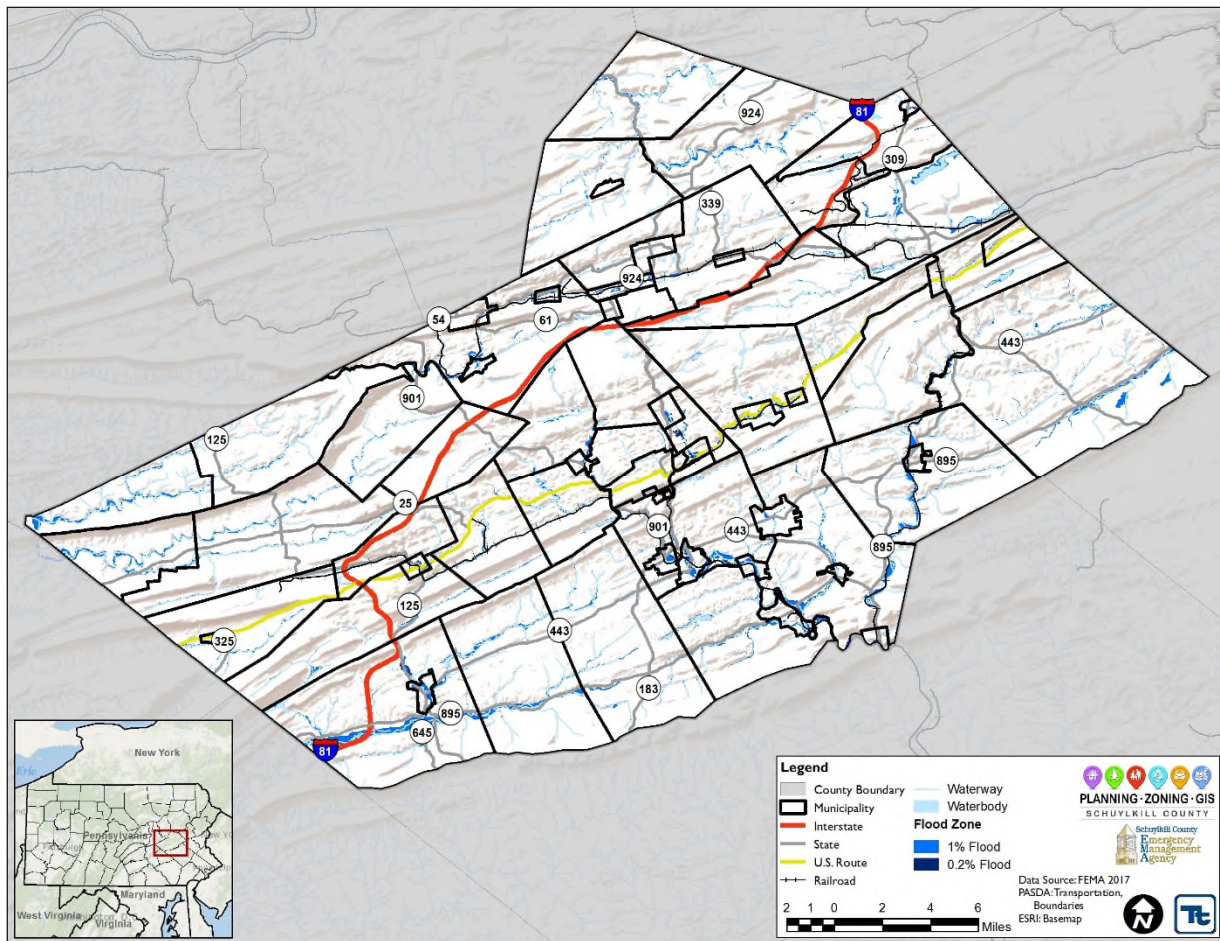 81
924
309
339
924
54
61
443
901
125
895
25
901
443
895
125
443
325
183
895
645
81
New York
Erie
Pennsylvania
Maryland
West Virginia
Virginia
Legend
County Boundary
Municipality
Interstate
State
U.S. Route
Railroad
Waterway
Waterbody
Flood Zone
1% Flood
0.2% Flood
2 1 0 2 4 6
Miles
PLANNING·ZONING·GIS
SCHUYLKILL COUNTY
Schuylkill County
Emergency
Management
Agency
Data Source: FEMA 2017
PASDA: Transportation,
Boundaries
ESRI: Basemap
N
Tt